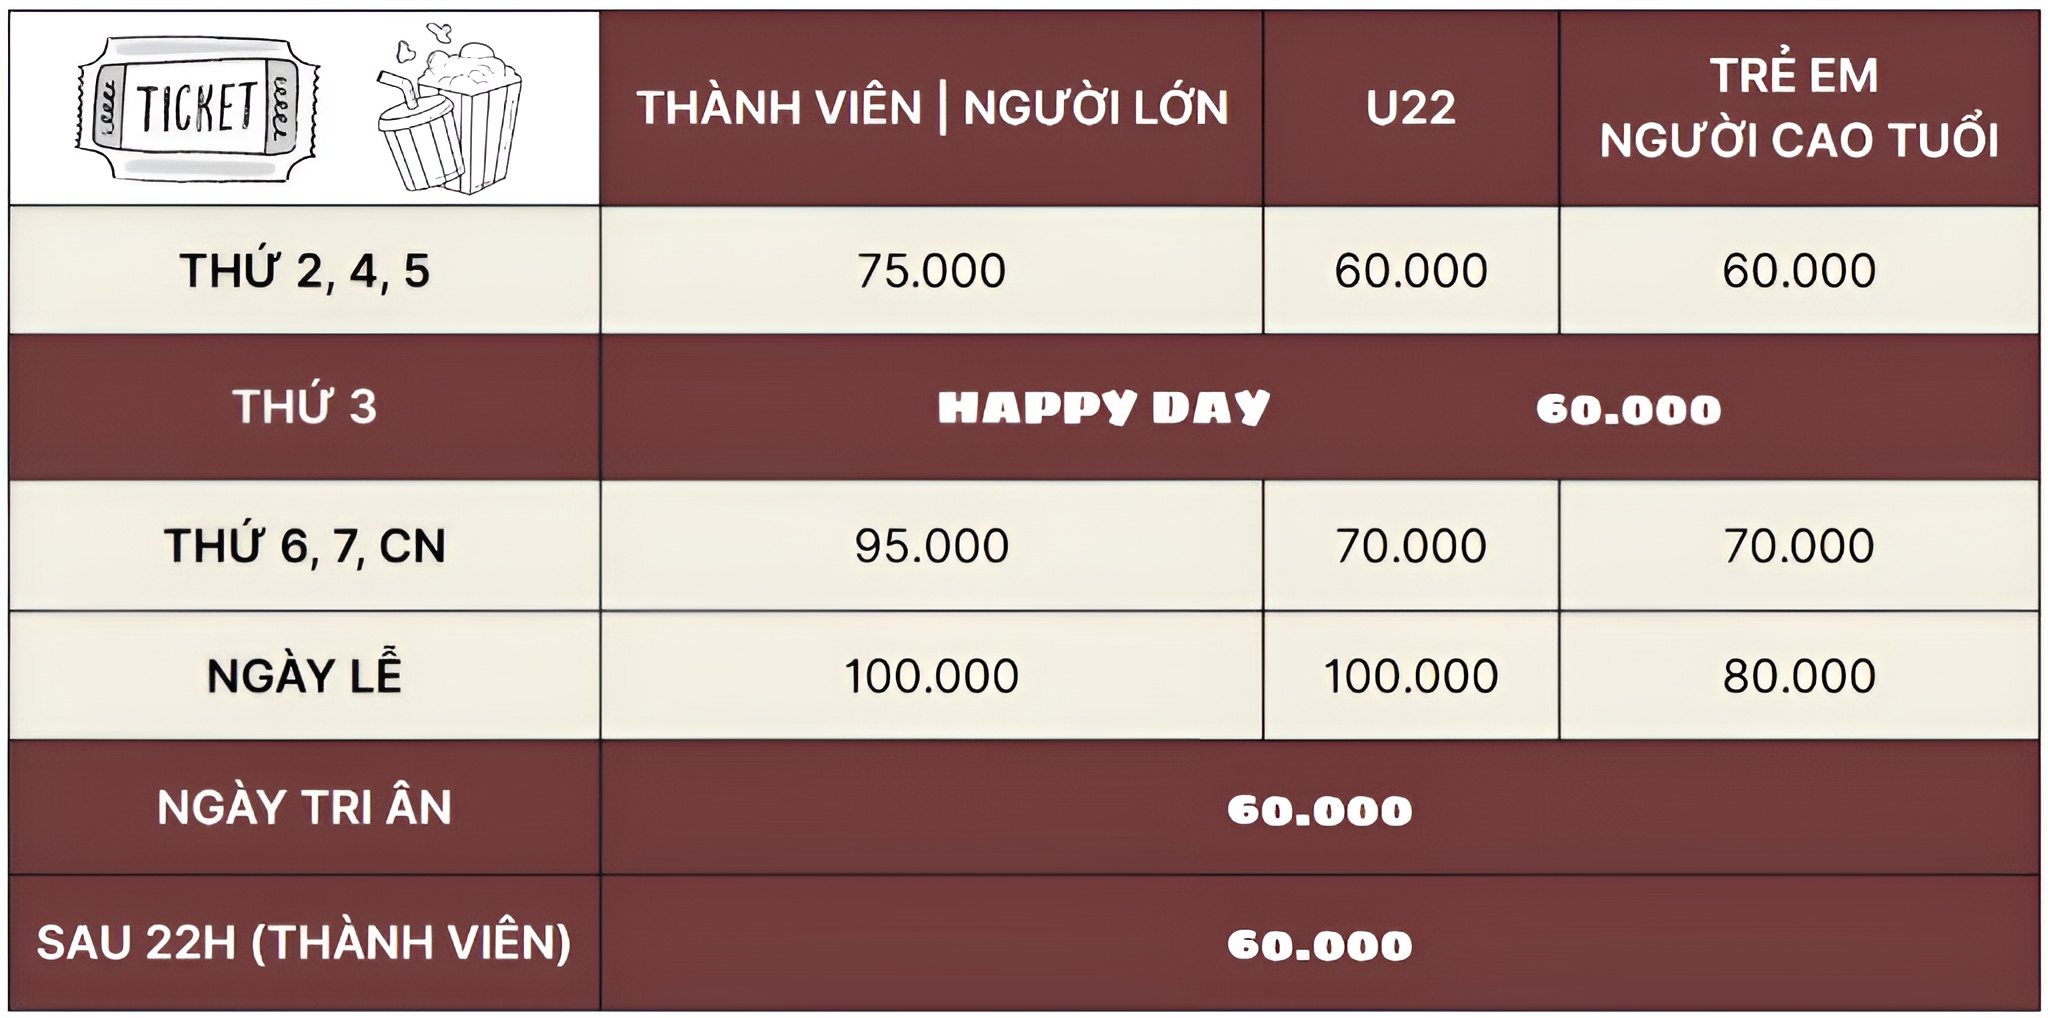 TICKET
THÀNH VIÊN | NGƯỜI LỚN
U22
TRẺ EM
NGƯỜI CAO TUỔI
THỨ 2, 4, 5
75.000
60.000
60.000
THỨ 3
HAPPY DAY
60.000
THỨ 6, 7, CN
95.000
70.000
70.000
NGÀY LỄ
100.000
100.000
80.000
NGÀY TRI ÂN
60.000
SAU 22H (THÀNH VIÊN)
60.000